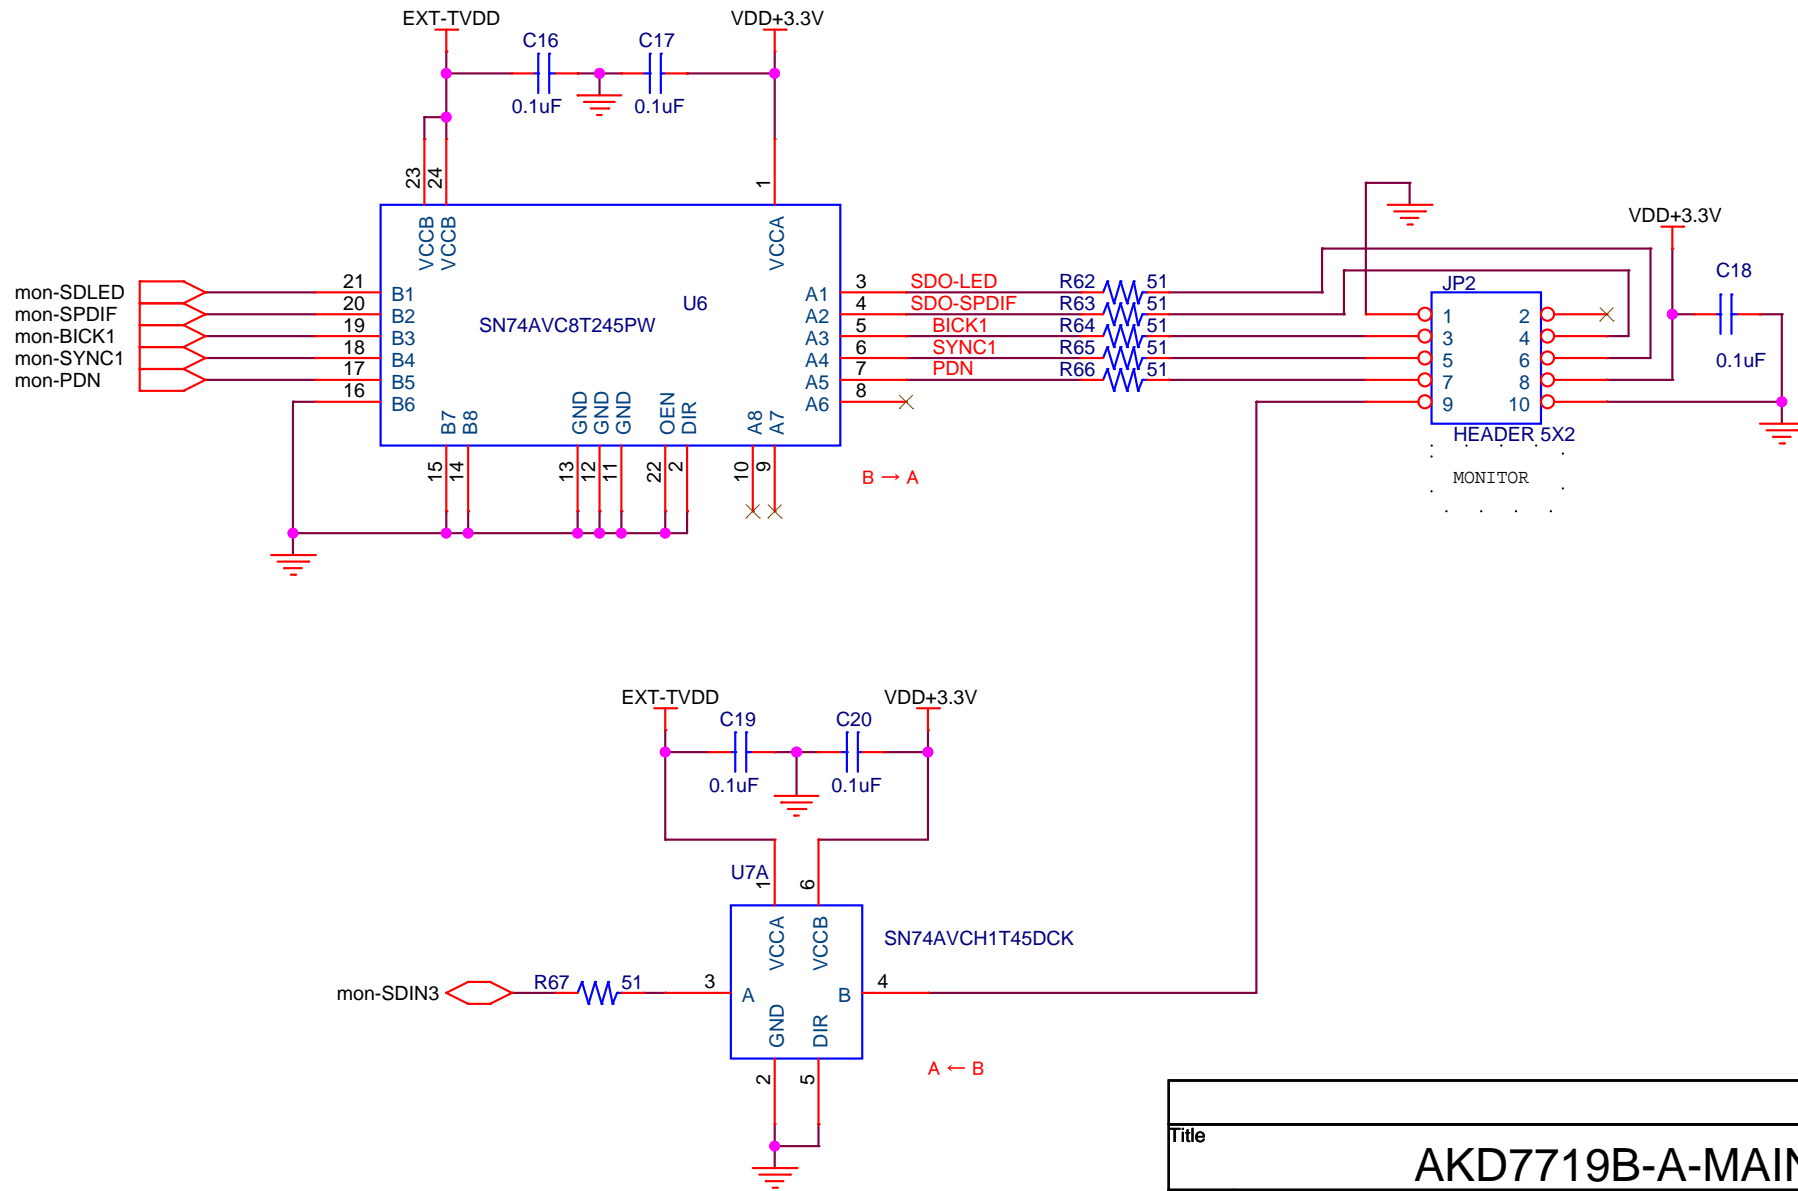 EXT-TVDD
VDD+3.3V
C16
C17
0.1uF
0.1uF
23
24
1
VCCB
VCCB
VCCA
U6
SN74AVC8T245PW
mon-SDLED
mon-SPDIF
mon-BICK1
mon-SYNC1
mon-PDN
21
20
19
18
17
16
B1
B2
B3
B4
B5
B6
A1
A2
A3
A4
A5
A6
3
4
5
6
7
8
B7
B8
GND
GND
GND
OEN
DIR
A8
A7
15
14
13
12
11
22
2
10
9
B → A
SDO-LED
SDO-SPDIF
BICK1
SYNC1
PDN
R62 51
R63 51
R64 51
R65 51
R66 51
JP2
1 2
3 4
5 6
7 8
9 10
HEADER 5X2
MONITOR
VDD+3.3V
C18
0.1uF
EXT-TVDD
VDD+3.3V
C19
C20
0.1uF
0.1uF
U7A
1
6
VCCA
VCCB
SN74AVCH1T45DCK
mon-SDIN3
R67 51
3
A
B
4
GND
DIR
2
5
A ← B
Title
AKD7719B-A-MAIN